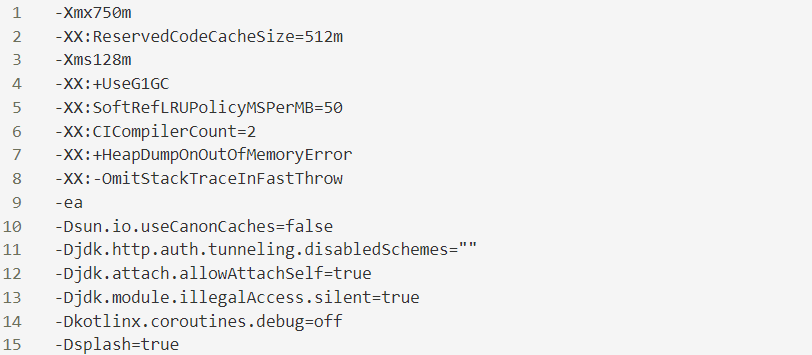 1 -Xmx750m
2 -XX:ReservedCodeCacheSize=512m
3 -Xms128m
4 -XX:+UseG1GC
5 -XX:SoftRefLRUPolicyMSPerMB=50
6 -XX:CICompilerCount=2
7 -XX:+HeapDumpOnOutOfMemoryError
8 -XX:-OmitStackTraceInFastThrow
9 -ea
10 -Dsun.io.useCanonCaches=false
11 -Djdk.http.auth.tunneling.disabledSchemes=""
12 -Djdk.attach.allowAttachSelf=true
13 -Djdk.module.illegalAccess.silent=true
14 -Dkotlinx.coroutines.debug=off
15 -Dsplash=true